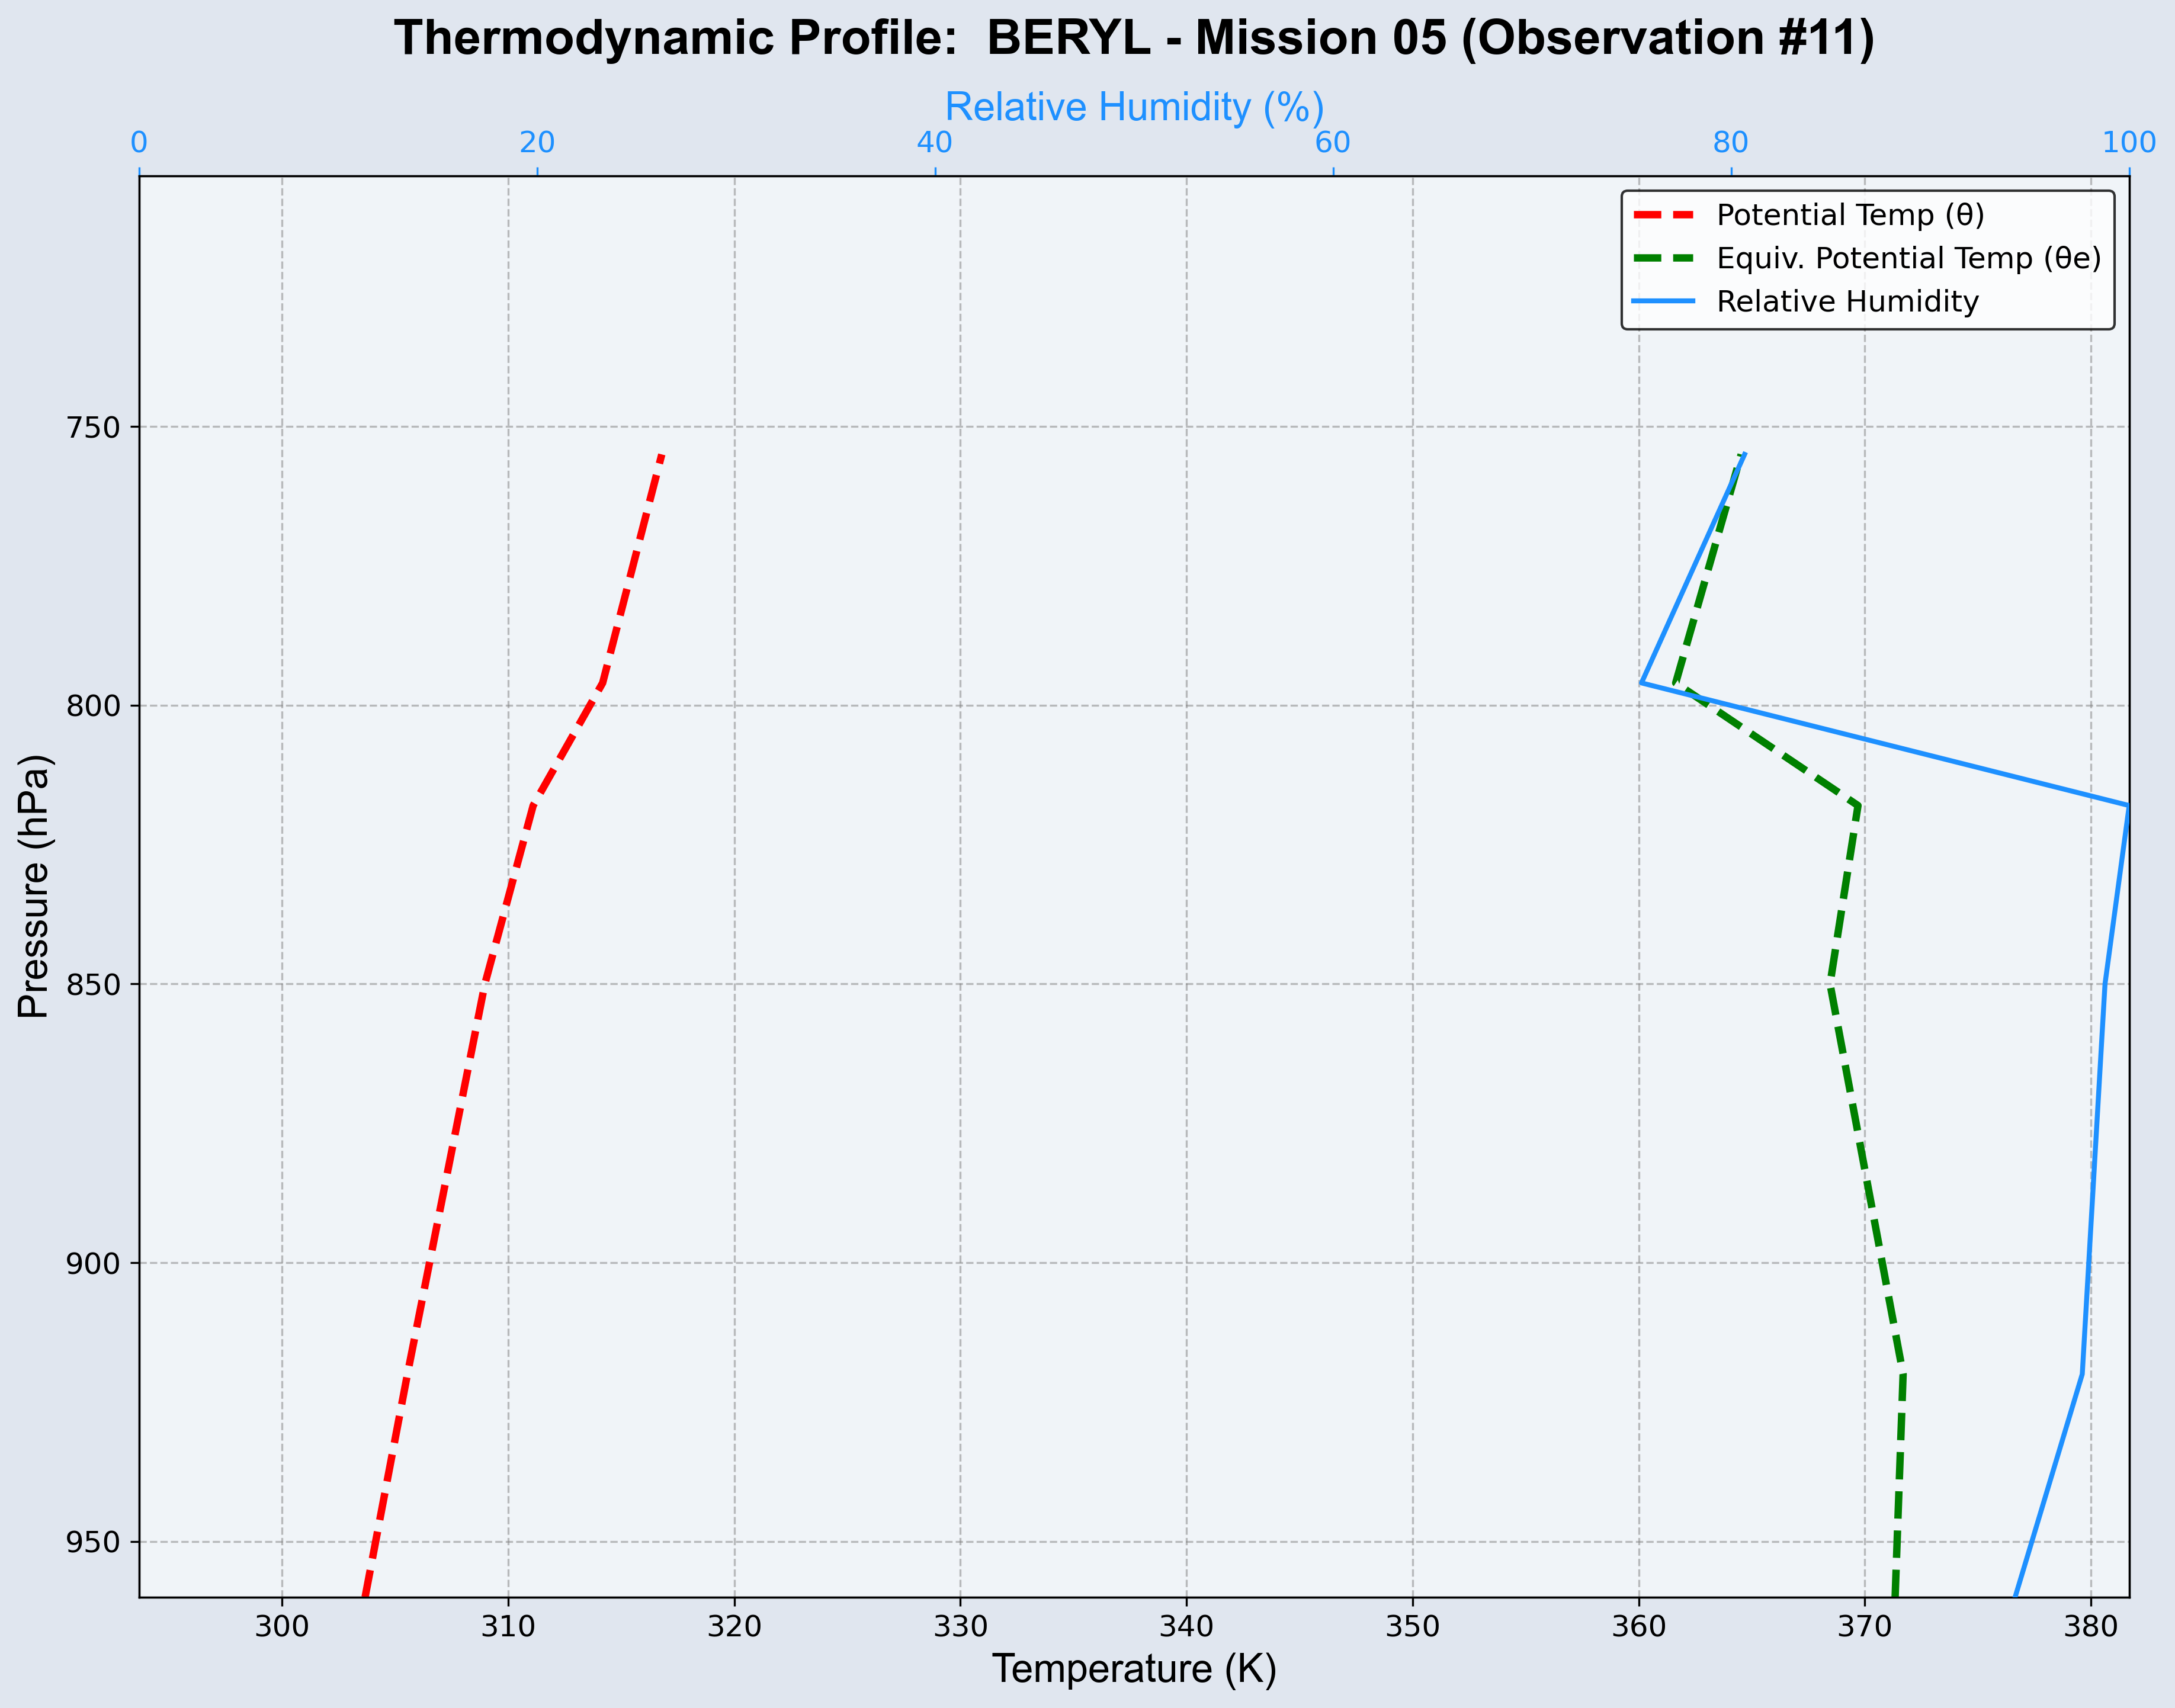 Thermodynamic Profile:  BERYL - Mission 05 (Observation #11)
Relative Humidity (%)
0 20 40 60 80 100
Potential Temp (θ)
Equiv. Potential Temp (θe)
Relative Humidity
750
800
850
900
950
Pressure (hPa)
300 310 320 330 340 350 360 370 380
Temperature (K)